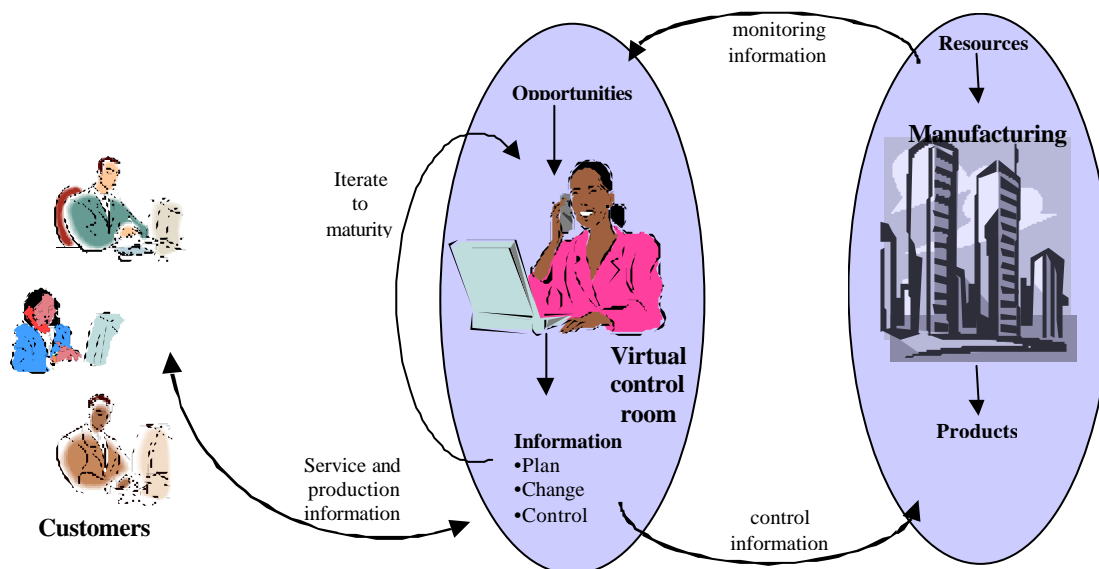 monitoring
information
Resources
Opportunities
Manufacturing
Iterate
to
maturity
Virtual
control
room
Products
Information
•Plan
•Change
•Control
Service and
production
information
Customers
control
information